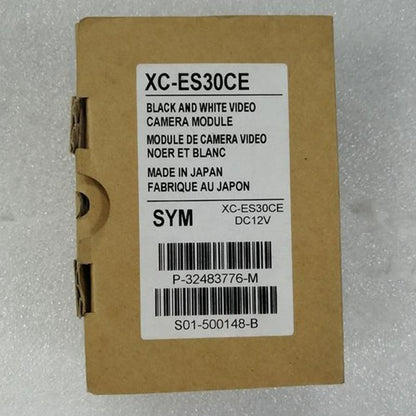 XC-ES30CE
BLACK AND WHITE VIDEO
CAMERA MODULE
MODULE DE CAMERA VIDEO
NOER ET BLANC
MADE IN JAPAN
FABRIQUE AU JAPON
SYM
XC-ES30CE
DC12V
P-32483776-M
S01-500148-B